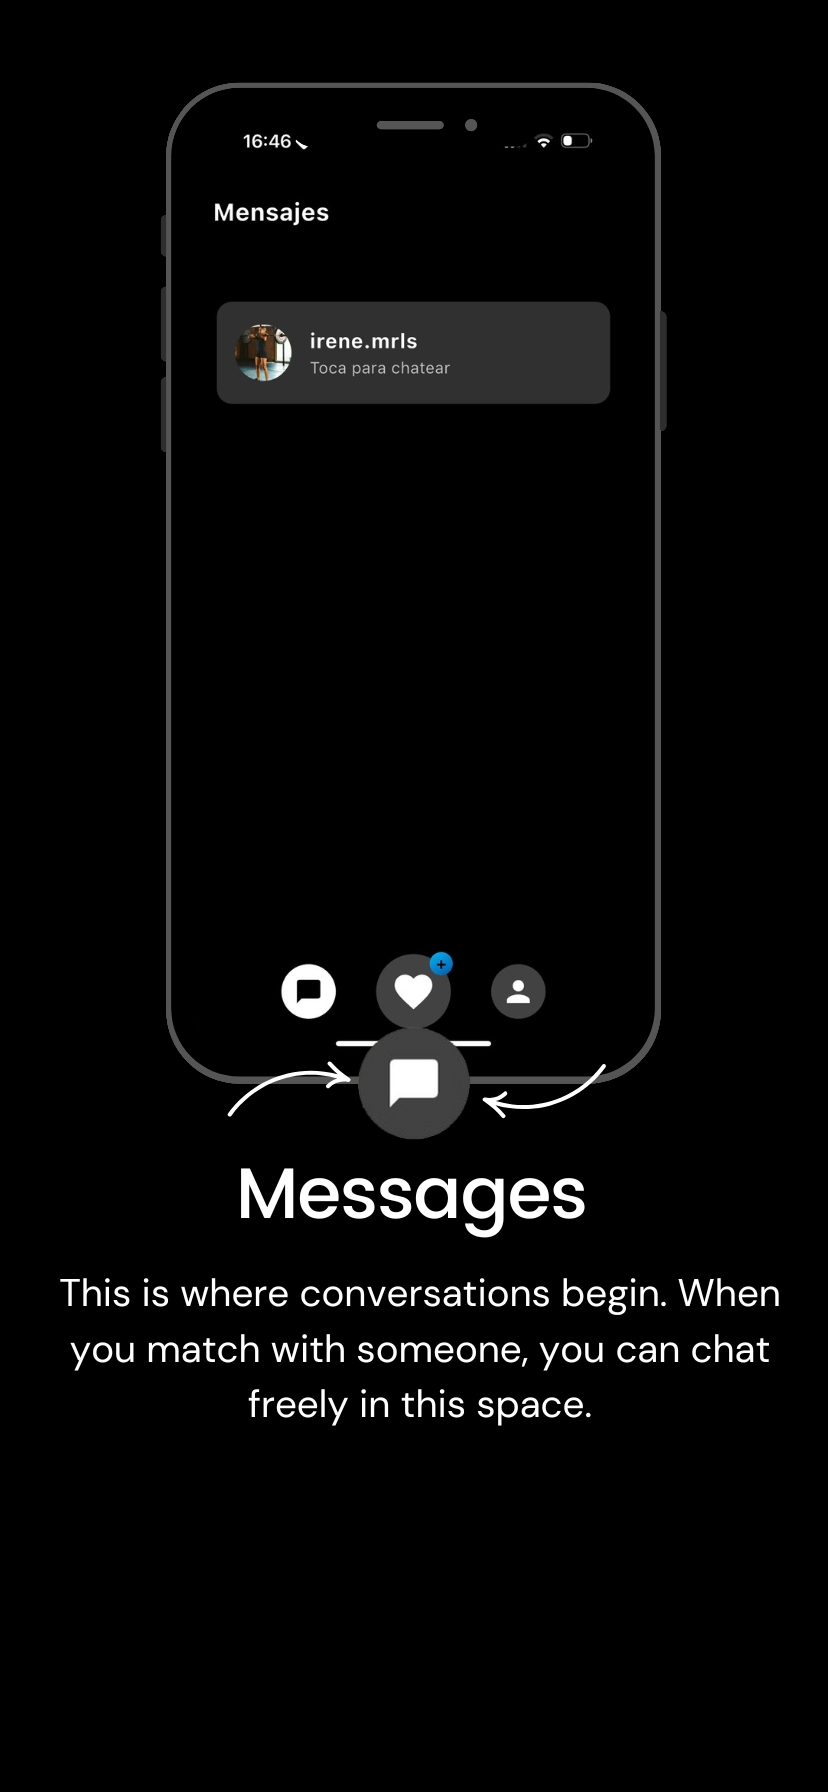 16:46
Mensajes
irene.mrls
Toca para chatear
+
Messages
This is where conversations begin. When
you match with someone, you can chat
freely in this space.